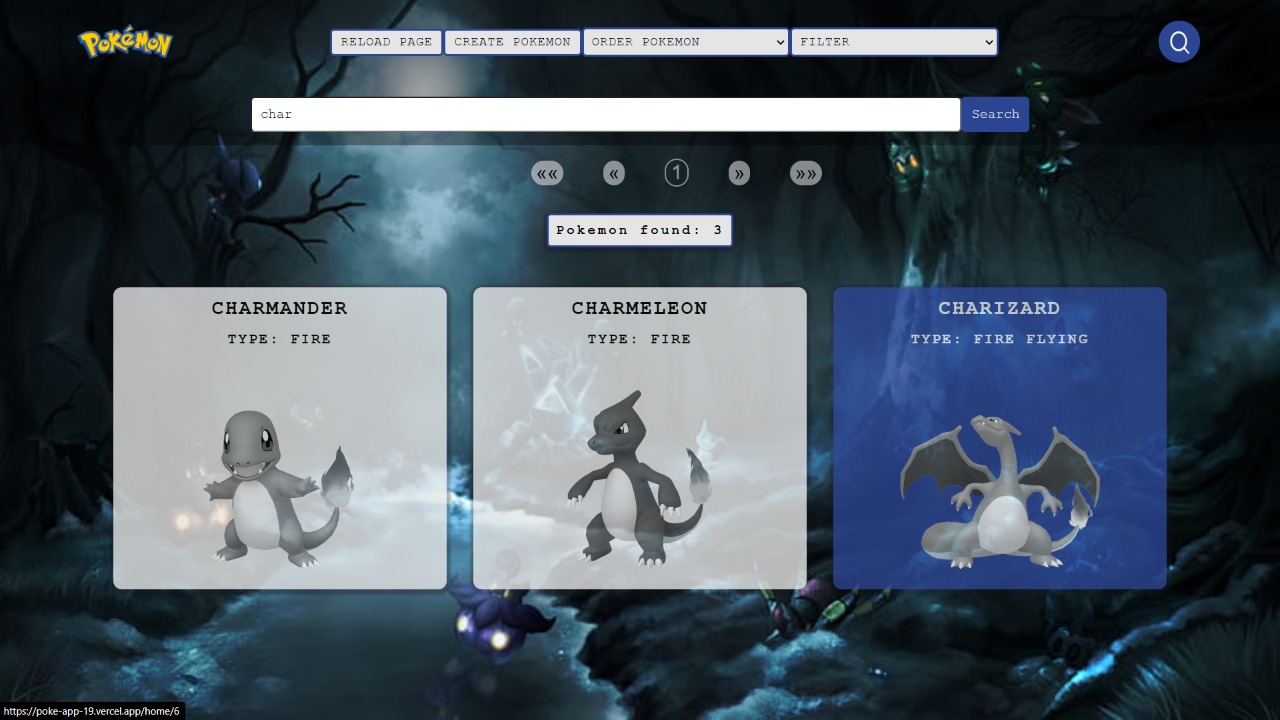 POKéMON
RELOAD PAGE CREATE POKEMON ORDER POKEMON FILTER
char Search
«« « 1 » »»
Pokemon found: 3
CHARMANDER
TYPE: FIRE
CHARMELEON
TYPE: FIRE
CHARIZARD
TYPE: FIRE FLYING
https://poke-app-19.vercel.app/home/6